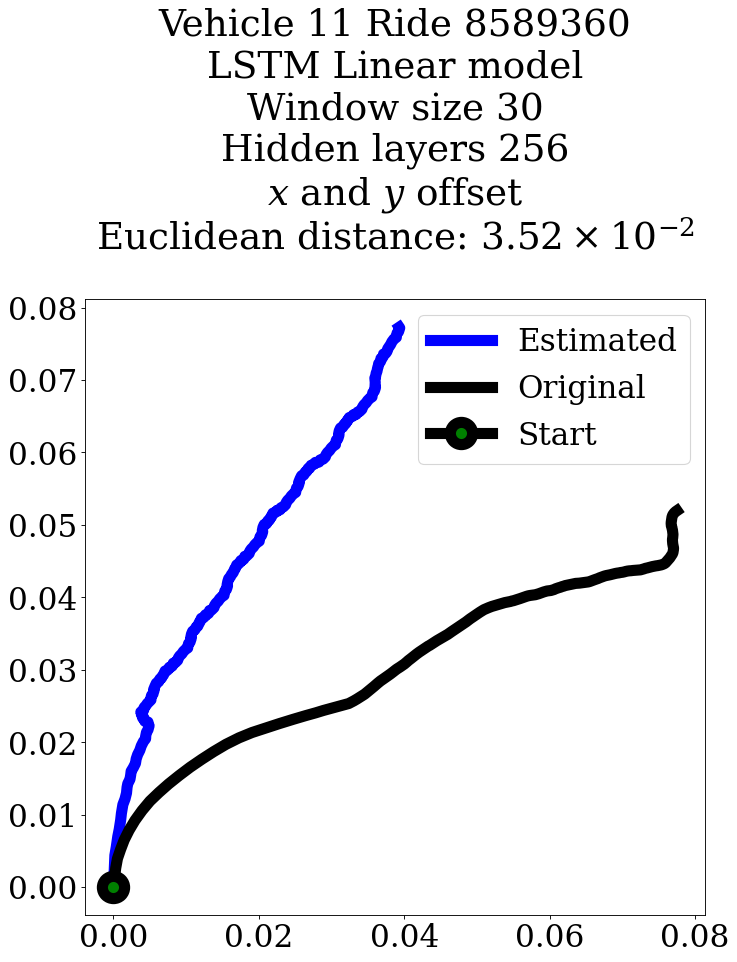 Vehicle 11 Ride 8589360
LSTM Linear model
Window size 30
Hidden layers 256
x and y offset
Euclidean distance: 3.52 × 10⁻²
0.08
0.07
0.06
0.05
0.04
0.03
0.02
0.01
0.00
Estimated
Original
Start
0.00 0.02 0.04 0.06 0.08